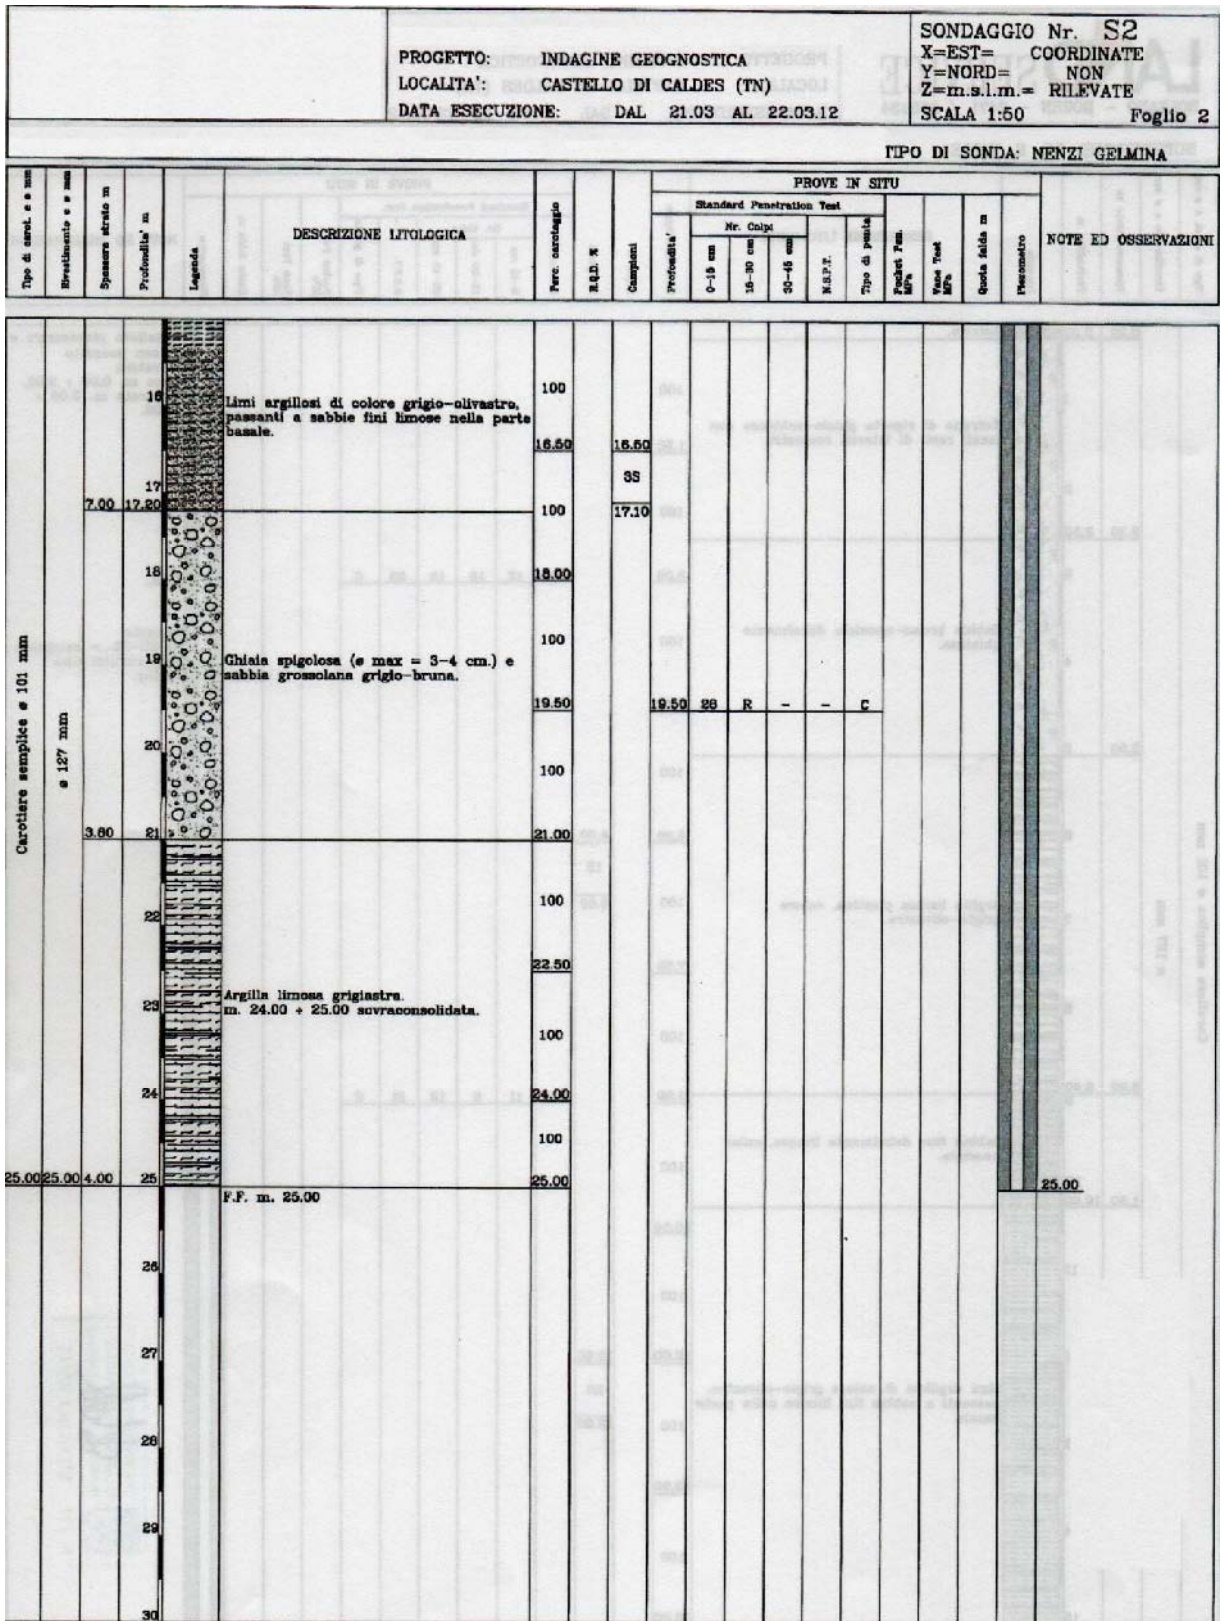 PROGETTO: INDAGINE GEOGNOSTICA
LOCALITA': CASTELLO DI CALDES (TN)
DATA ESECUZIONE: DAL 21.03 AL 22.03.12
SONDAGGIO Nr. S2
X=EST= COORDINATE
Y=NORD= NON
Z=m.s.l.m.= RILEVATE
SCALA 1:50 Foglio 2
TIPO DI SONDA: NENZI GELMINA
Tipo di carot. e ø mm
Rivestimento e ø mm
Spessore strato m
Profondita' m
Legenda
DESCRIZIONE LITOLOGICA
Perc. carotaggio
R.Q.D. %
Campioni
PROVE IN SITU
Standard Penetration Test
Profondita'
Nr. Colpi
0-15 cm
15-30 cm
30-45 cm
N.S.P.T.
Tipo di punta
Pocket Pen. MPa
Vane Test MPa
Quota falda m
Piezometro
NOTE ED OSSERVAZIONI
Carotiere semplice ø 101 mm
ø 127 mm
16
100
Limi argillosi di colore grigio-olivastro,
passanti a sabbie fini limose nella parte
basale.
16.50 16.50
3S
17
7.00 17.20
100
17.10
18
18.00
100
19
Ghiaia spigolosa (ø max = 3-4 cm.) e
sabbia grossolana grigio-bruna.
19.50 19.50 28 R - - C
20
100
3.80 21 21.00
100
22
22.50
Argilla limosa grigiastra.
23
m. 24.00 ÷ 25.00 sovraconsolidata.
100
24 24.00
100
25.00 25.00 4.00 25 25.00 25.00
F.F. m. 25.00
26
27
28
29
30